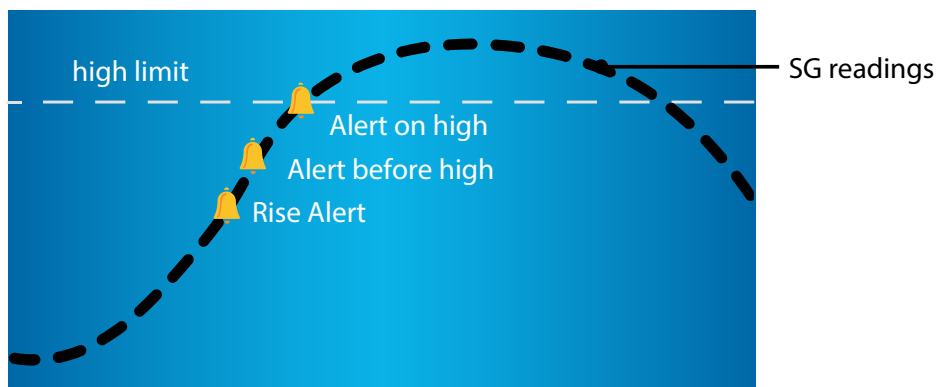 high limit
SG readings
Alert on high
Alert before high
Rise Alert